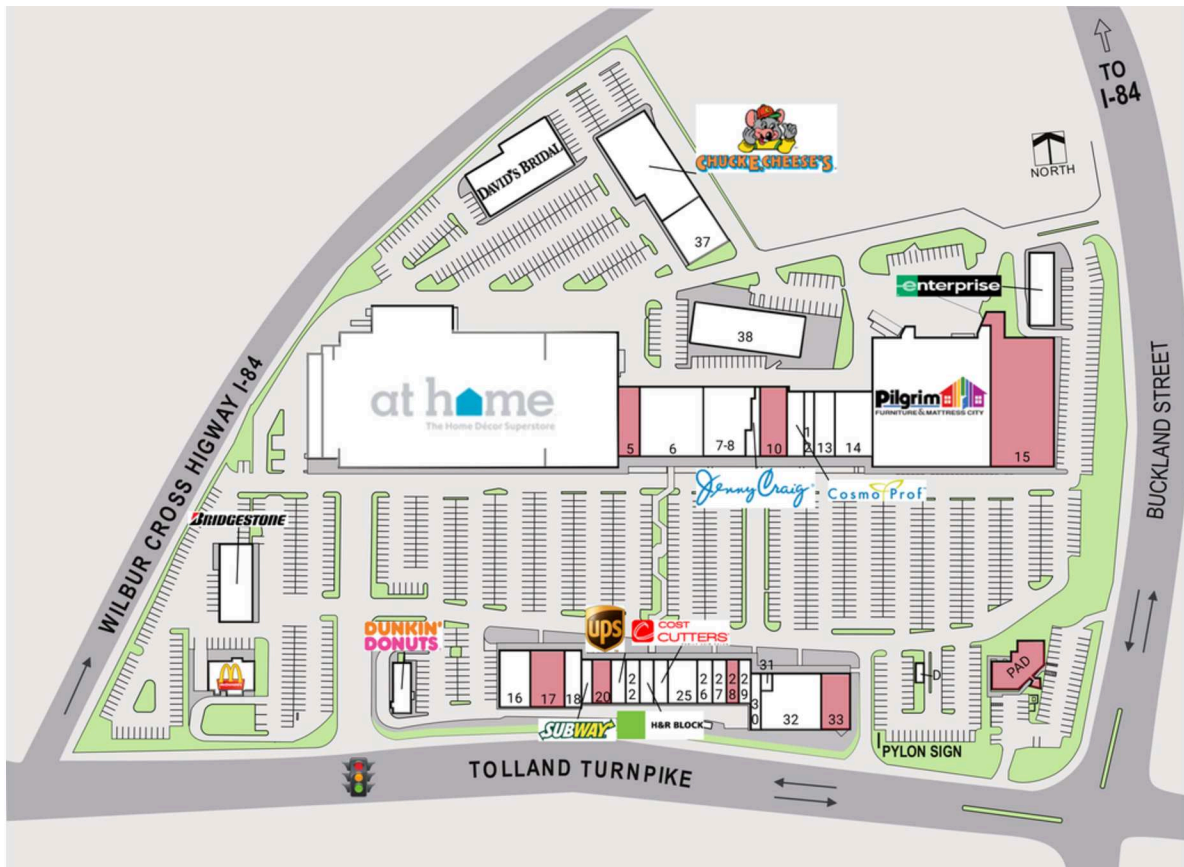 TO
I-84
NORTH
CHUCK E. CHEESE'S
DAVID'S BRIDAL
37
enterprise
38
at home
The Home Décor Superstore
Pilgrim
FURNITURE & MATTRESS CITY
5
6
7-8
10
1
2
13
14
15
Jenny Craig
Cosmo Prof
WILBUR CROSS HIGWAY I-84
BUCKLAND STREET
BRIDGESTONE
DUNKIN'
DONUTS
ups
COST
CUTTERS
16
17
18
20
2
2
25
2
6
2
7
2
8
2
9
3
0
31
32
33
D
PAD
SUBWAY
H&R BLOCK
PYLON SIGN
TOLLAND TURNPIKE